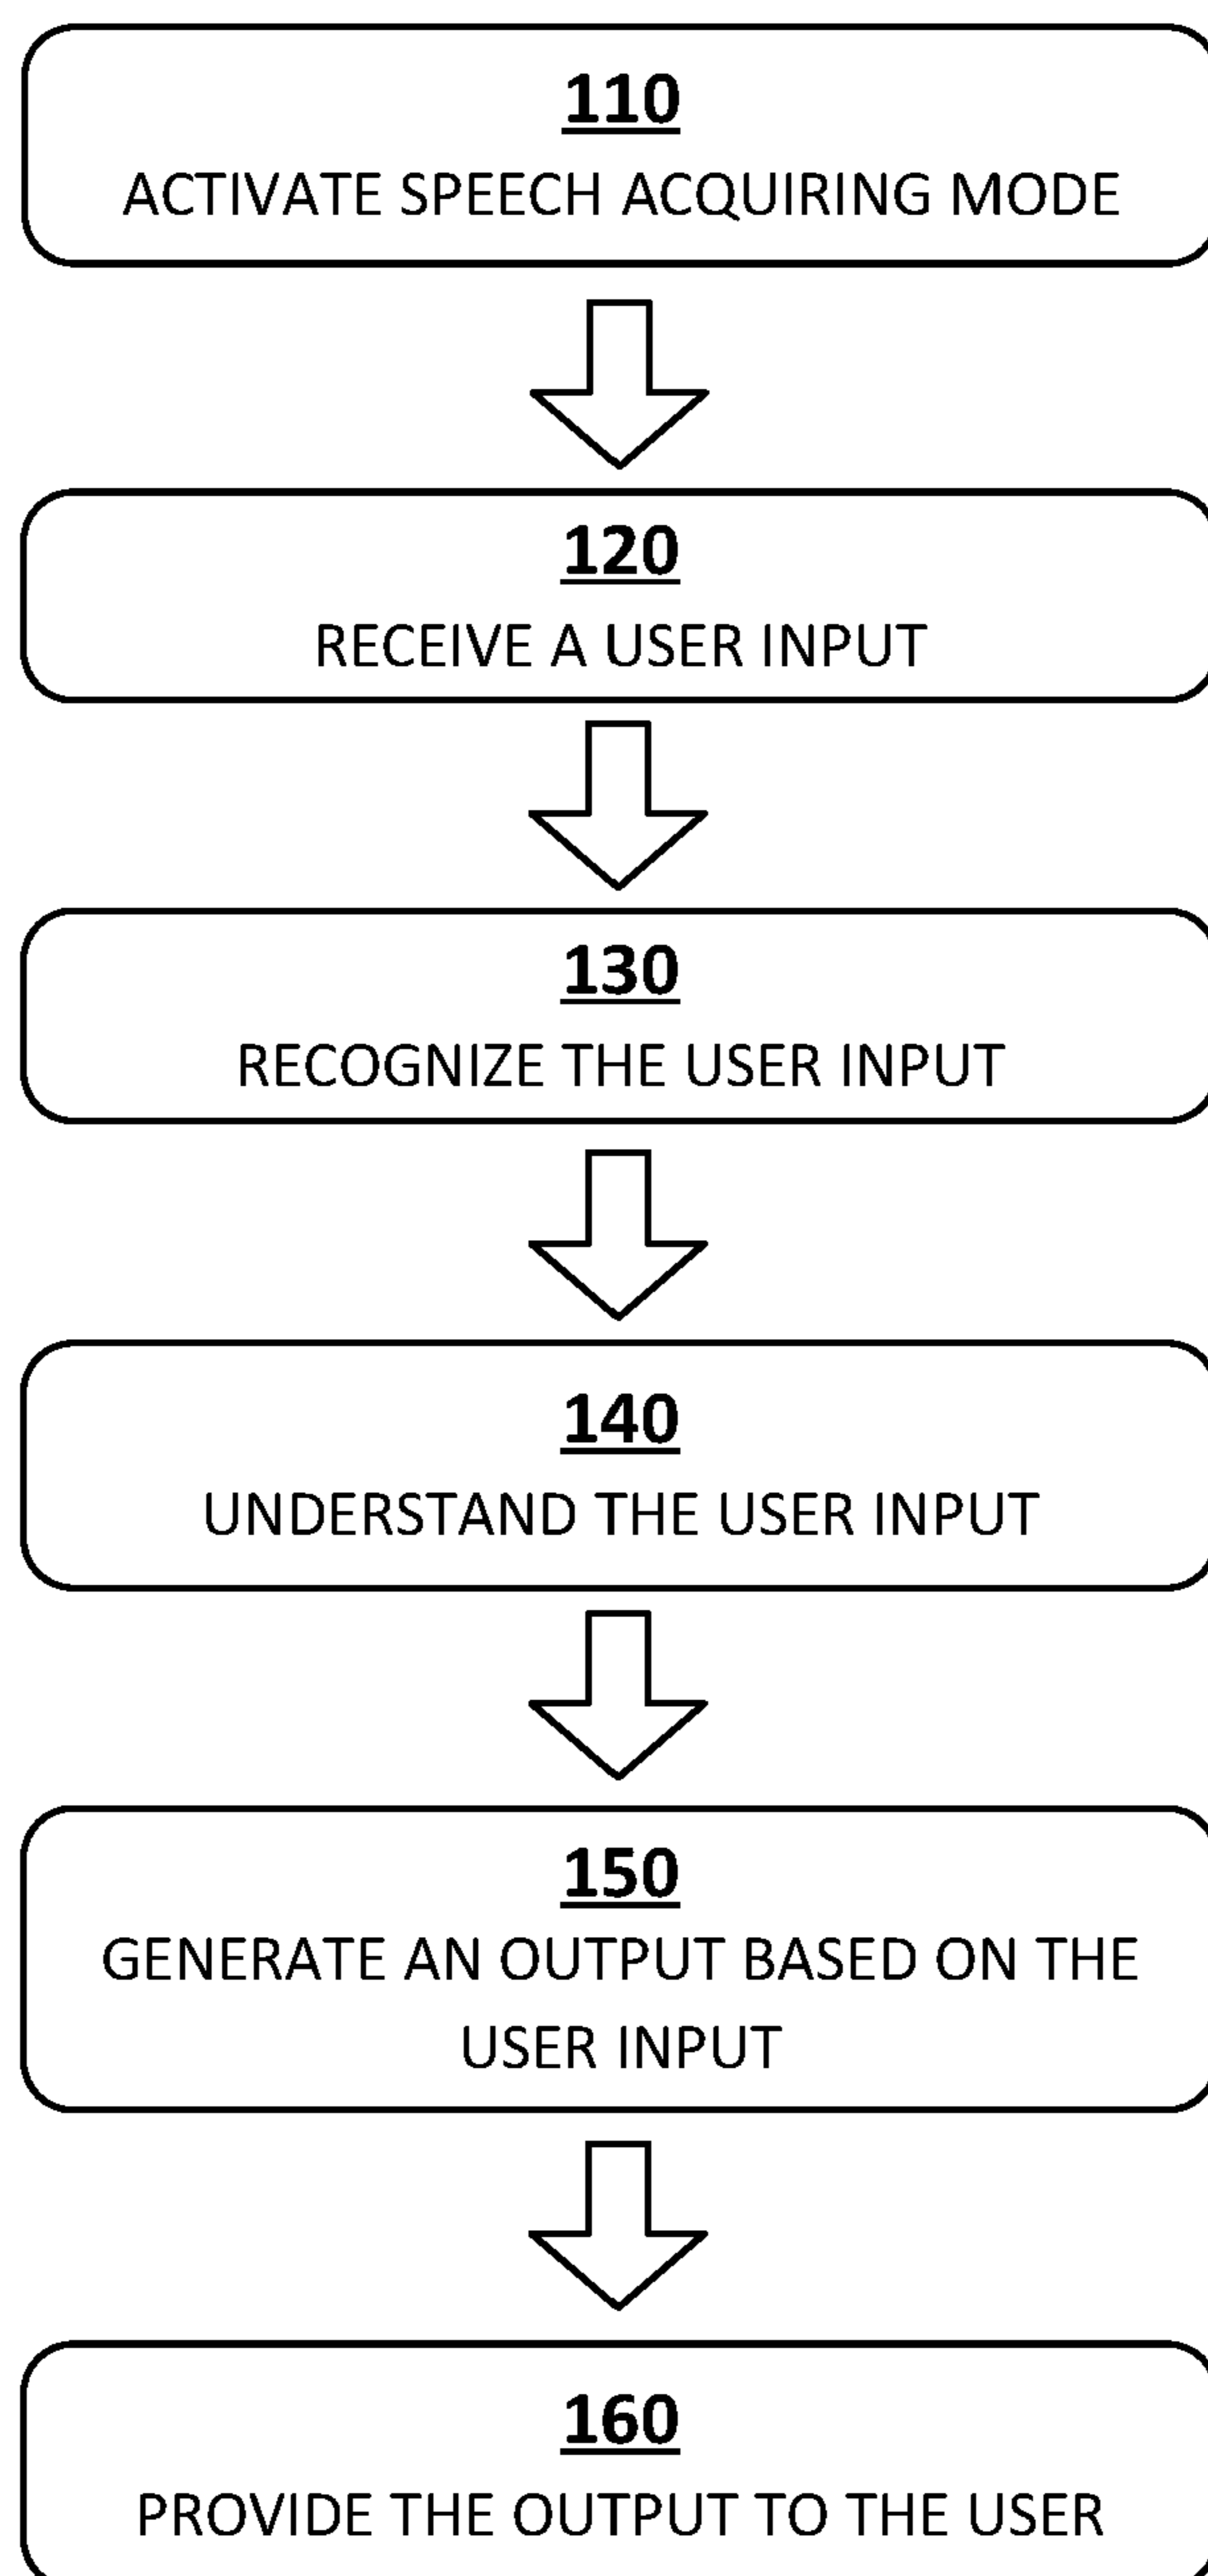 110
ACTIVATE SPEECH ACQUIRING MODE
120
RECEIVE A USER INPUT
130
RECOGNIZE THE USER INPUT
140
UNDERSTAND THE USER INPUT
150
GENERATE AN OUTPUT BASED ON THE
USER INPUT
160
PROVIDE THE OUTPUT TO THE USER